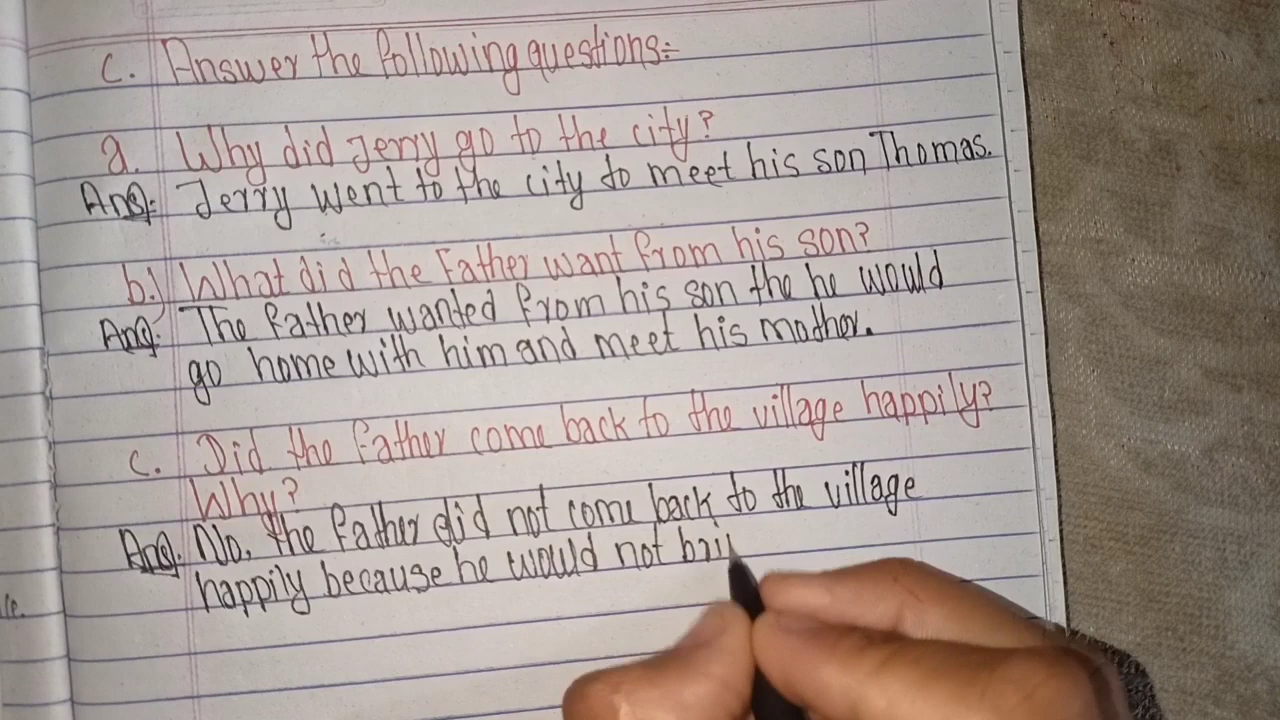 C. Answer the following questions:-
a. Why did Jerry go to the city?
Ans: Jerry went to the city to meet his son Thomas.
b.) What did the Father want from his son?
Ans: The father wanted from his son the he would
go home with him and meet his mother.
c. Did the father come back to the village happily?
Why?
Ans. No. the father did not come back to the village
happily because he would not bri